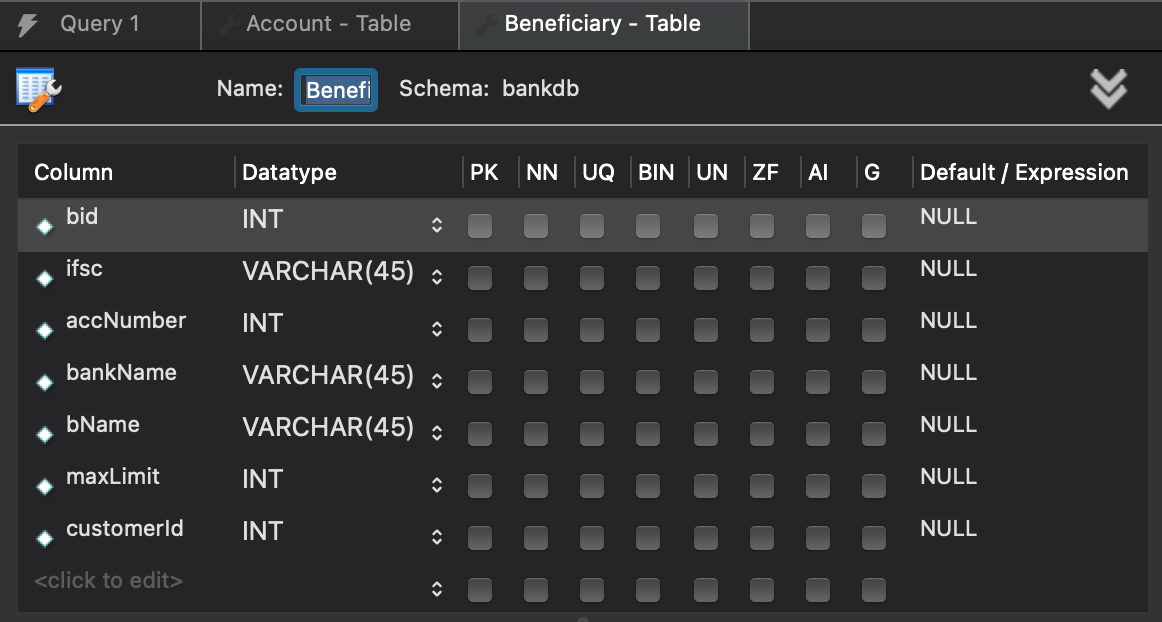 Query 1 Account - Table Beneficiary - Table
Name: Benefi Schema: bankdb
Column Datatype PK NN UQ BIN UN ZF AI G Default / Expression
bid INT NULL
ifsc VARCHAR(45) NULL
accNumber INT NULL
bankName VARCHAR(45) NULL
bName VARCHAR(45) NULL
maxLimit INT NULL
customerId INT NULL
<click to edit>